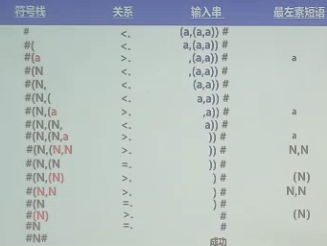 符号栈 关系 输入串 最左素短语
# <. (a,(a,a)) #
#( <. a,(a,a)) #
#(a >. ,(a,a)) # a
#(N <. ,(a,a)) #
#(N, <. (a,a)) #
#(N,( <. a,a)) #
#(N,(a >. ,a)) # a
#(N,(N, <. a)) #
#(N,(N,a >. )) # a
#(N,(N,N >. )) # N,N
#(N,(N =. )) #
#(N,(N) >. ) # (N)
#(N,N >. ) # N,N
#(N =. ) #
#(N) >. # (N)
#N =. #
#N# 成功